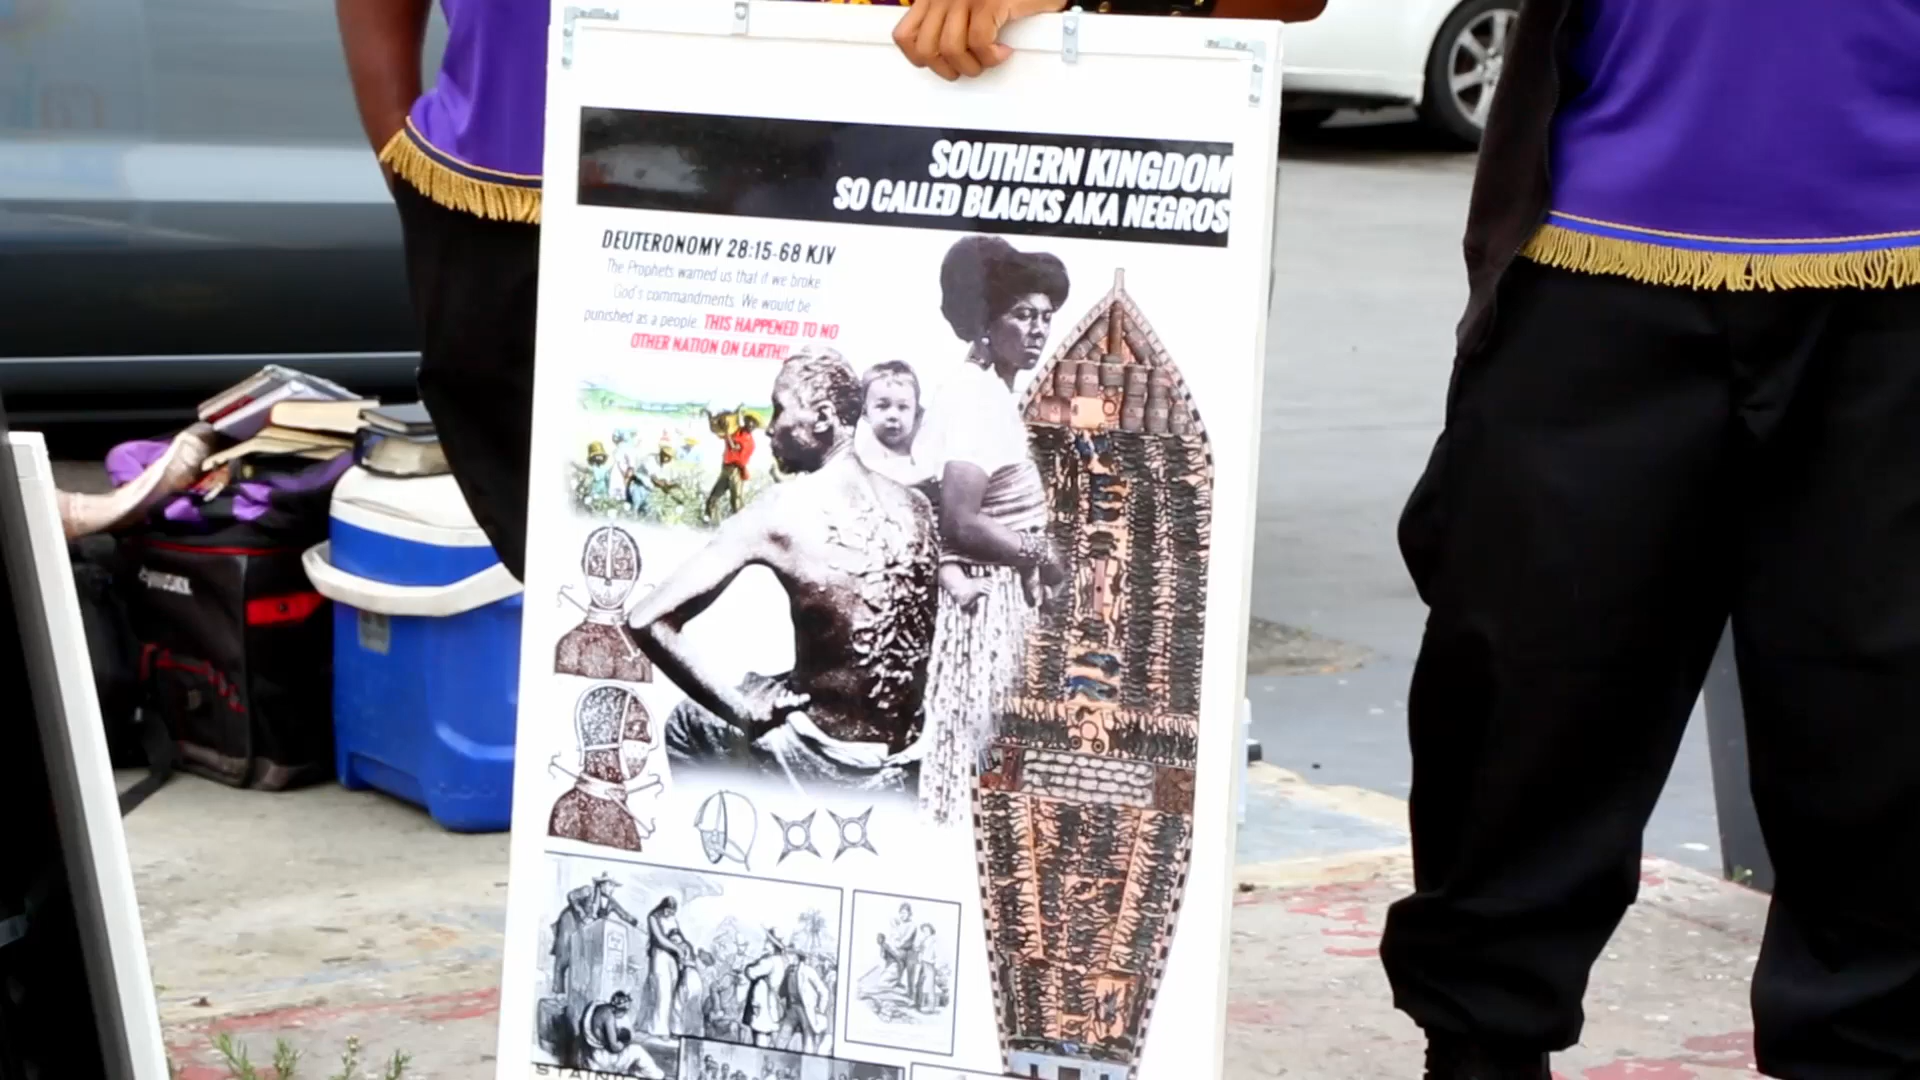 SOUTHERN KINGDOM
SO CALLED BLACKS AKA NEGROS
DEUTERONOMY 28:15-68 KJV
The Prophets warned us that if we broke
God's commandments. We would be
punished as a people. THIS HAPPENED TO NO
OTHER NATION ON EARTH!!